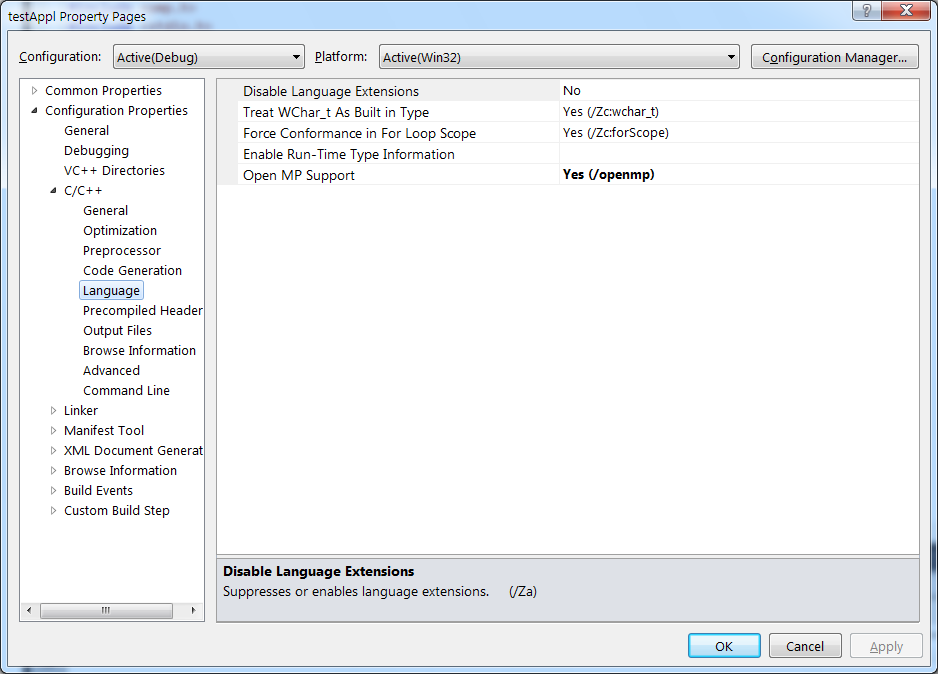 testAppl Property Pages
Configuration: Active(Debug) Platform: Active(Win32) Configuration Manager...
Common Properties
Configuration Properties
General
Debugging
VC++ Directories
C/C++
General
Optimization
Preprocessor
Code Generation
Language
Precompiled Header
Output Files
Browse Information
Advanced
Command Line
Linker
Manifest Tool
XML Document Generat
Browse Information
Build Events
Custom Build Step
Disable Language Extensions No
Treat WChar_t As Built in Type Yes (/Zc:wchar_t)
Force Conformance in For Loop Scope Yes (/Zc:forScope)
Enable Run-Time Type Information
Open MP Support Yes (/openmp)
Disable Language Extensions
Suppresses or enables language extensions. (/Za)
OK Cancel Apply